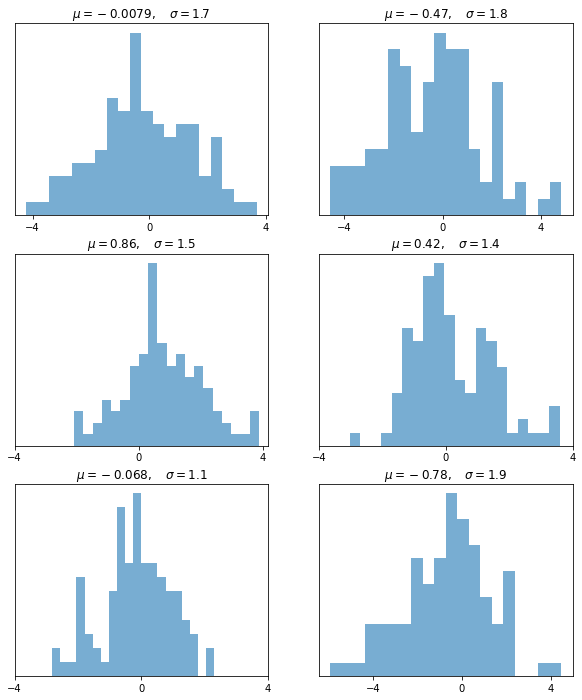 μ = −0.0079, σ = 1.7
μ = −0.47, σ = 1.8
−4 0 4
−4 0 4
μ = 0.86, σ = 1.5
μ = 0.42, σ = 1.4
−4 0 4
−4 0 4
μ = −0.068, σ = 1.1
μ = −0.78, σ = 1.9
−4 0 4
−4 0 4